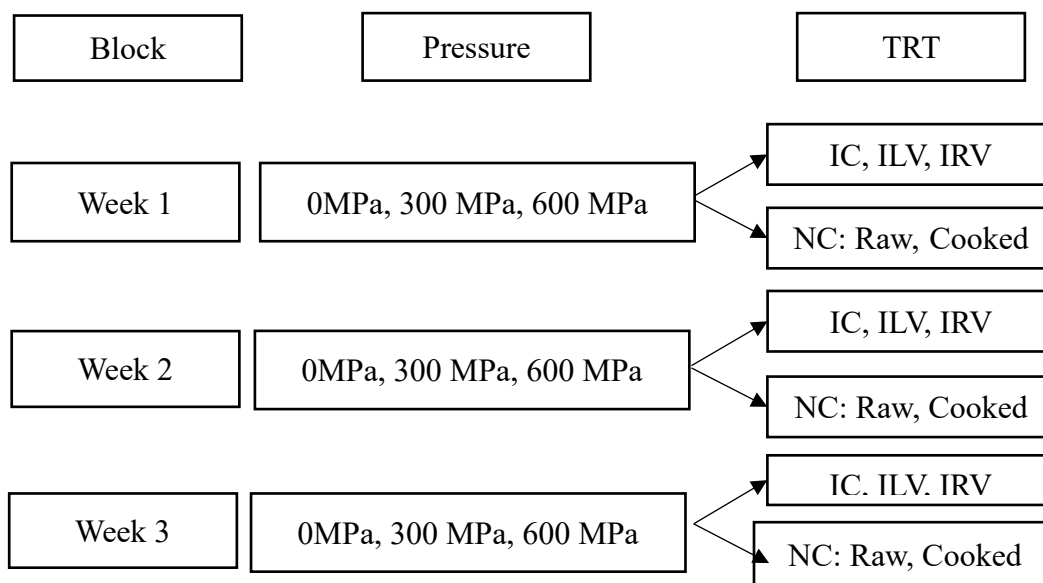 Block
Pressure
TRT
Week 1
0MPa, 300 MPa, 600 MPa
IC, ILV, IRV
NC: Raw, Cooked
Week 2
0MPa, 300 MPa, 600 MPa
IC, ILV, IRV
NC: Raw, Cooked
Week 3
0MPa, 300 MPa, 600 MPa
IC, ILV, IRV
NC: Raw, Cooked